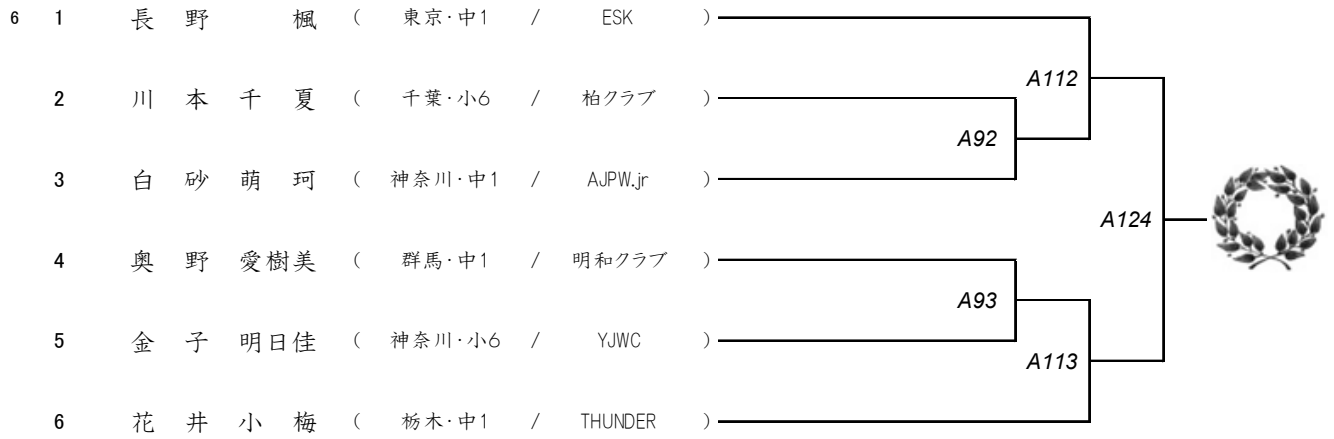 6 1 長野 楓 ( 東京・中1 / ESK )
A112
2 川本千夏 ( 千葉・小6 / 柏クラブ )
A92
3 白砂萌珂 ( 神奈川・中1 / AJPW.jr )
A124
4 奥野愛樹美 ( 群馬・中1 / 明和クラブ )
A93
5 金子明日佳 ( 神奈川・小6 / YJWC )
A113
6 花井小梅 ( 栃木・中1 / THUNDER )